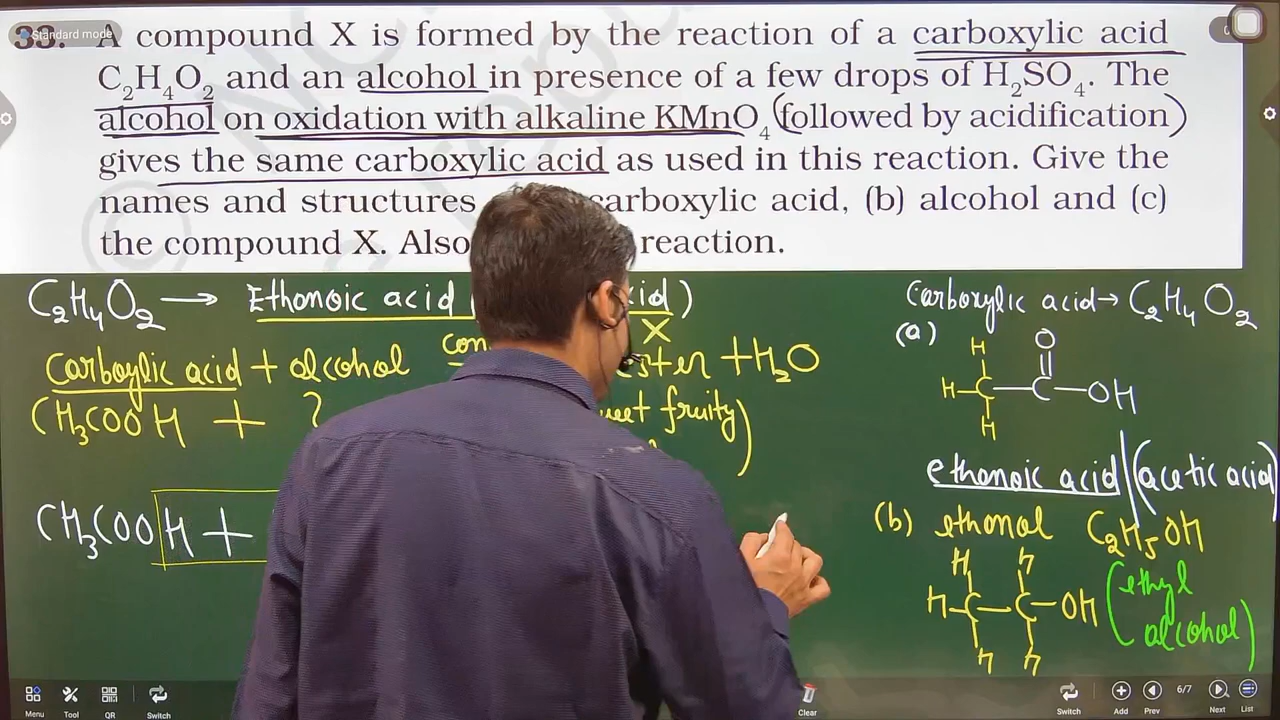 33. A compound X is formed by the reaction of a carboxylic acid
C₂H₄O₂ and an alcohol in presence of a few drops of H₂SO₄. The
alcohol on oxidation with alkaline KMnO₄ (followed by acidification)
gives the same carboxylic acid as used in this reaction. Give the
names and structures carboxylic acid, (b) alcohol and (c)
the compound X. Also reaction.
Standard mode
C₂H₄O₂ → Ethanoic acid )
X
Carboxylic acid + alcohol ester + H₂O
CH₃COOH + ? fruity)
CH₃COOH +
Carboxylic acid → C₂H₄O₂
(a)
H O
H-C-C-OH
H
ethanoic acid/(acetic acid)
(b) ethanol C₂H₅OH
H H
H-C-C-OH
H H
(ethyl
alcohol)
Menu Tool QR Switch Clear Switch Add Prev 6/7 Next List